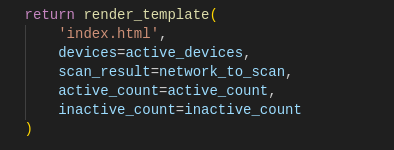 return render_template(
    'index.html',
    devices=active_devices,
    scan_result=network_to_scan,
    active_count=active_count,
    inactive_count=inactive_count
)